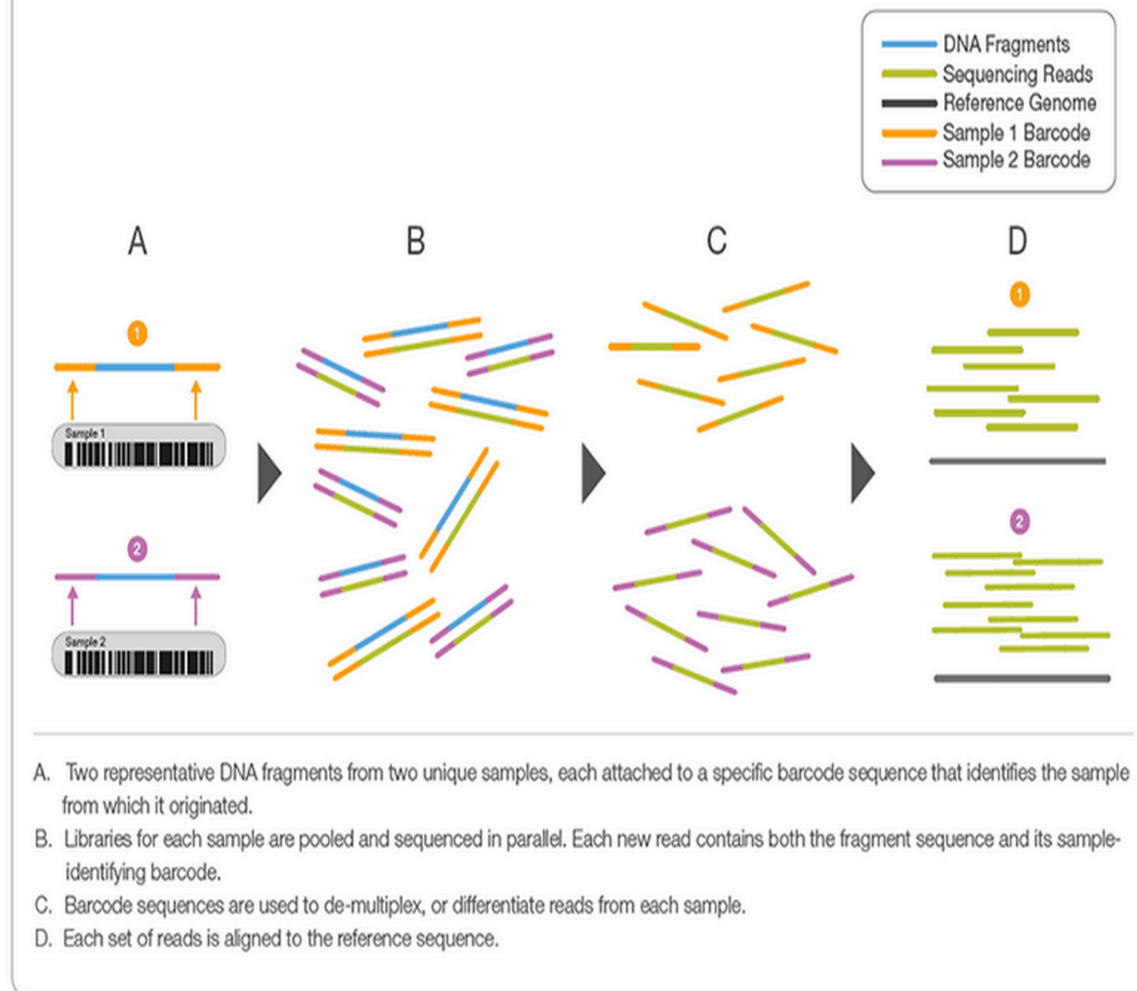 DNA Fragments
Sequencing Reads
Reference Genome
Sample 1 Barcode
Sample 2 Barcode
A
B
C
D
1
1
Sample 1
2
2
Sample 2
A. Two representative DNA fragments from two unique samples, each attached to a specific barcode sequence that identifies the sample
from which it originated.
B. Libraries for each sample are pooled and sequenced in parallel. Each new read contains both the fragment sequence and its sample-
identifying barcode.
C. Barcode sequences are used to de-multiplex, or differentiate reads from each sample.
D. Each set of reads is aligned to the reference sequence.